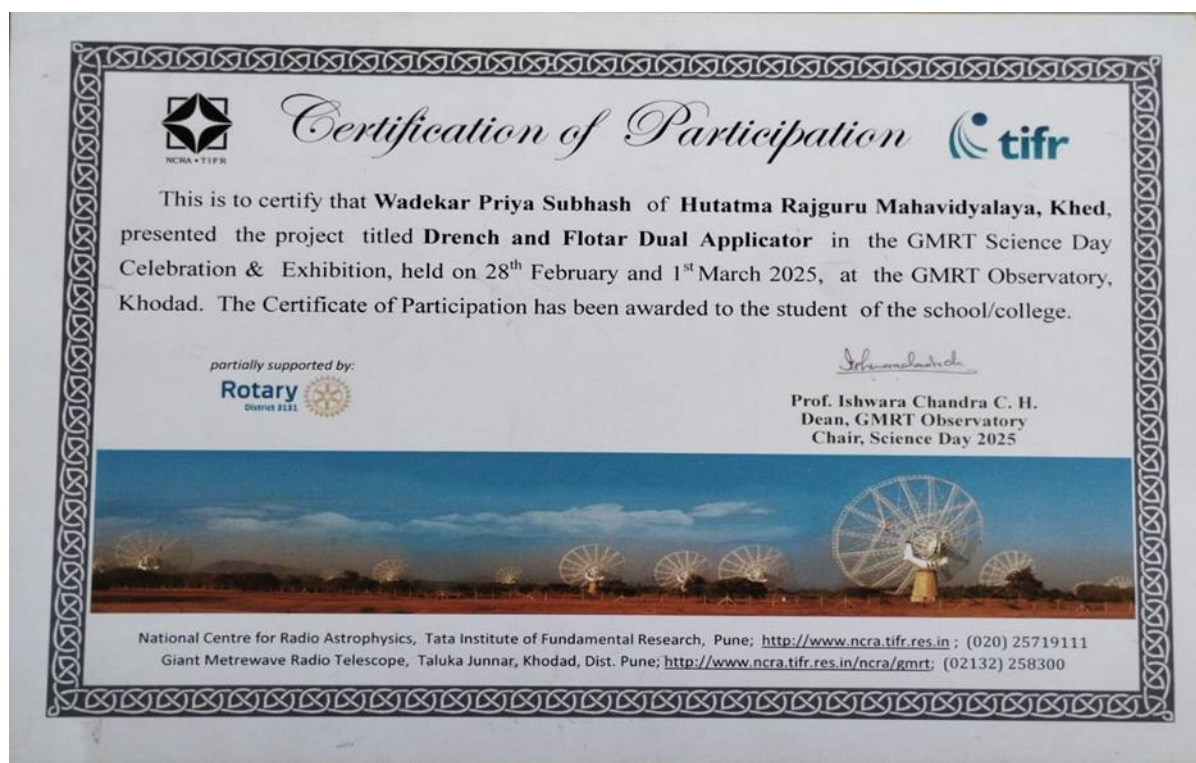 Certification of Participation
NCRA • TIFR
tifr
This is to certify that Wadekar Priya Subhash of Hutatma Rajguru Mahavidyalaya, Khed,
presented the project titled Drench and Flotar Dual Applicator in the GMRT Science Day
Celebration & Exhibition, held on 28th February and 1st March 2025, at the GMRT Observatory,
Khodad. The Certificate of Participation has been awarded to the student of the school/college.
partially supported by:
Rotary
District 3131
Prof. Ishwara Chandra C. H.
Dean, GMRT Observatory
Chair, Science Day 2025
National Centre for Radio Astrophysics, Tata Institute of Fundamental Research, Pune; http://www.ncra.tifr.res.in ; (020) 25719111
Giant Metrewave Radio Telescope, Taluka Junnar, Khodad, Dist. Pune; http://www.ncra.tifr.res.in/ncra/gmrt; (02132) 258300